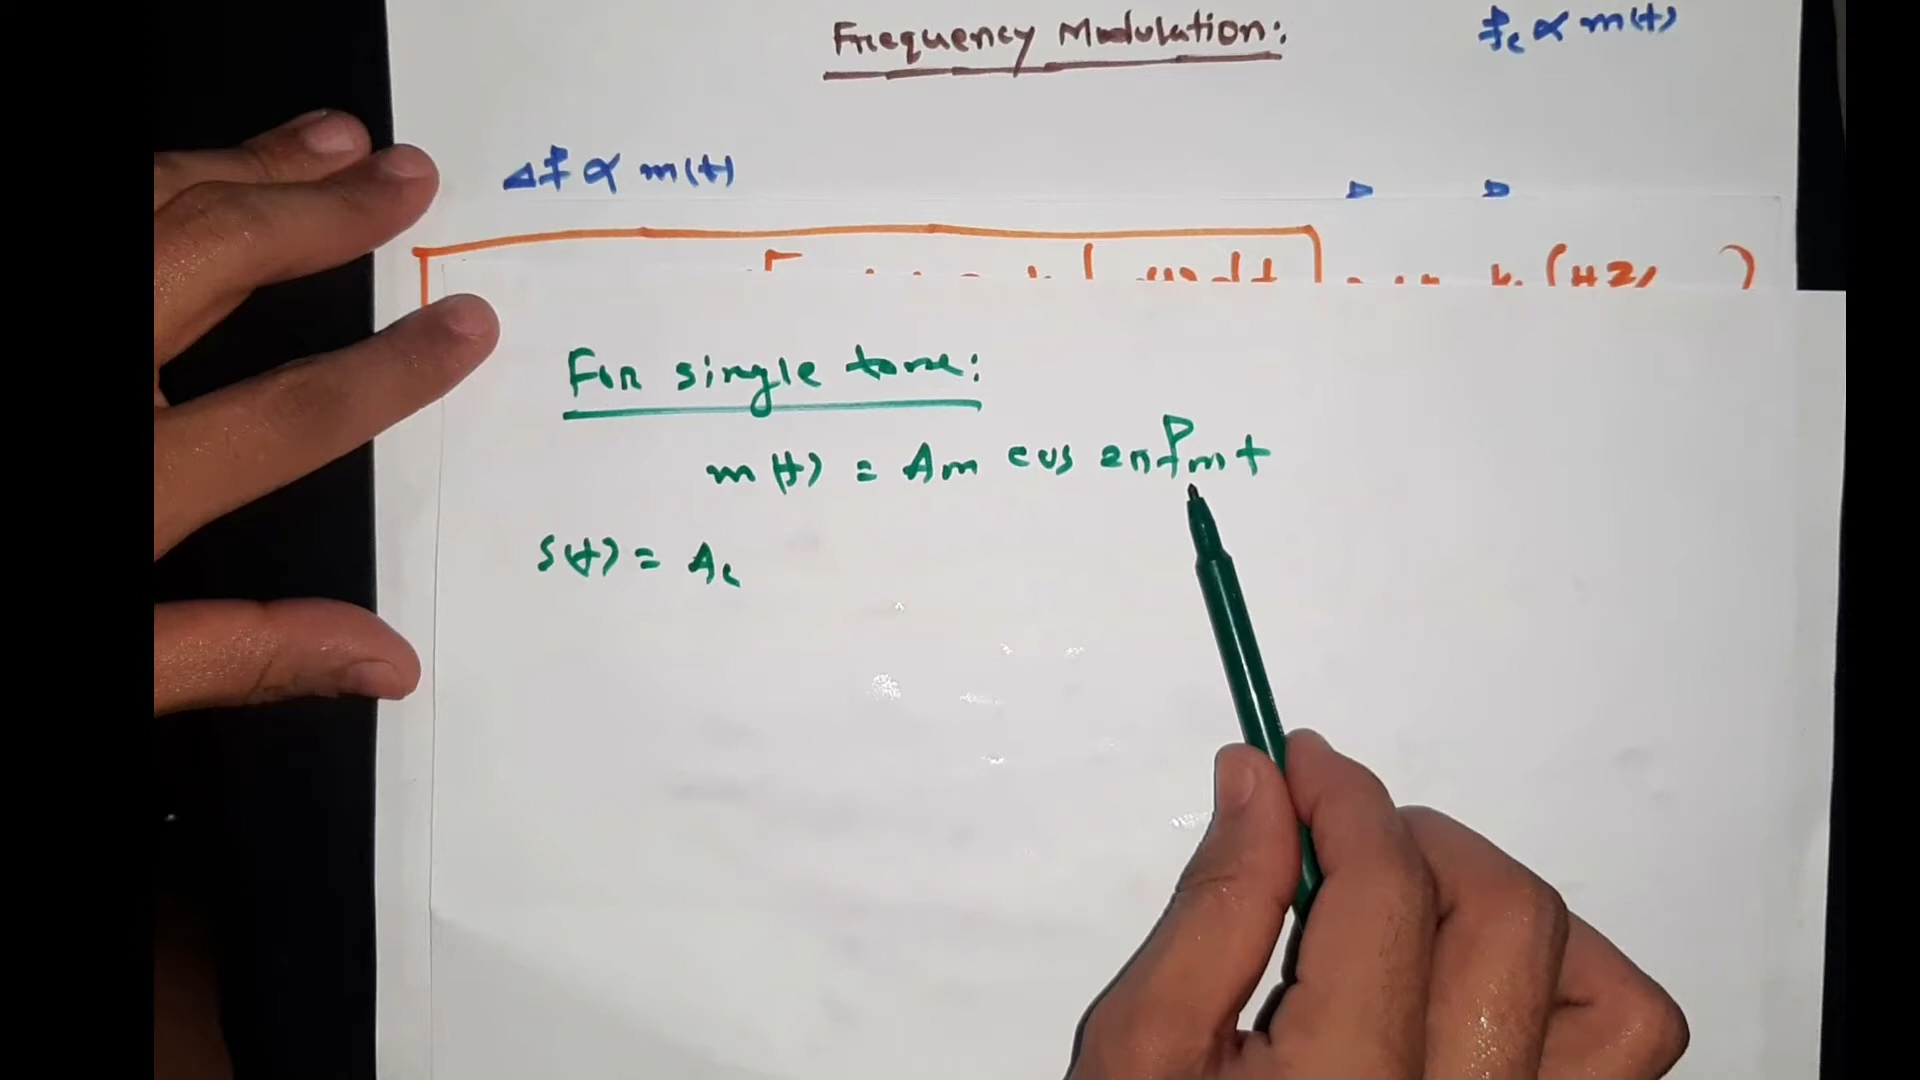 Frequency Modulation:
fc ∝ m(t)
Δf ∝ m(t)
For single tone:
m(t) = Am cos 2πfmt
S(t) = Ac